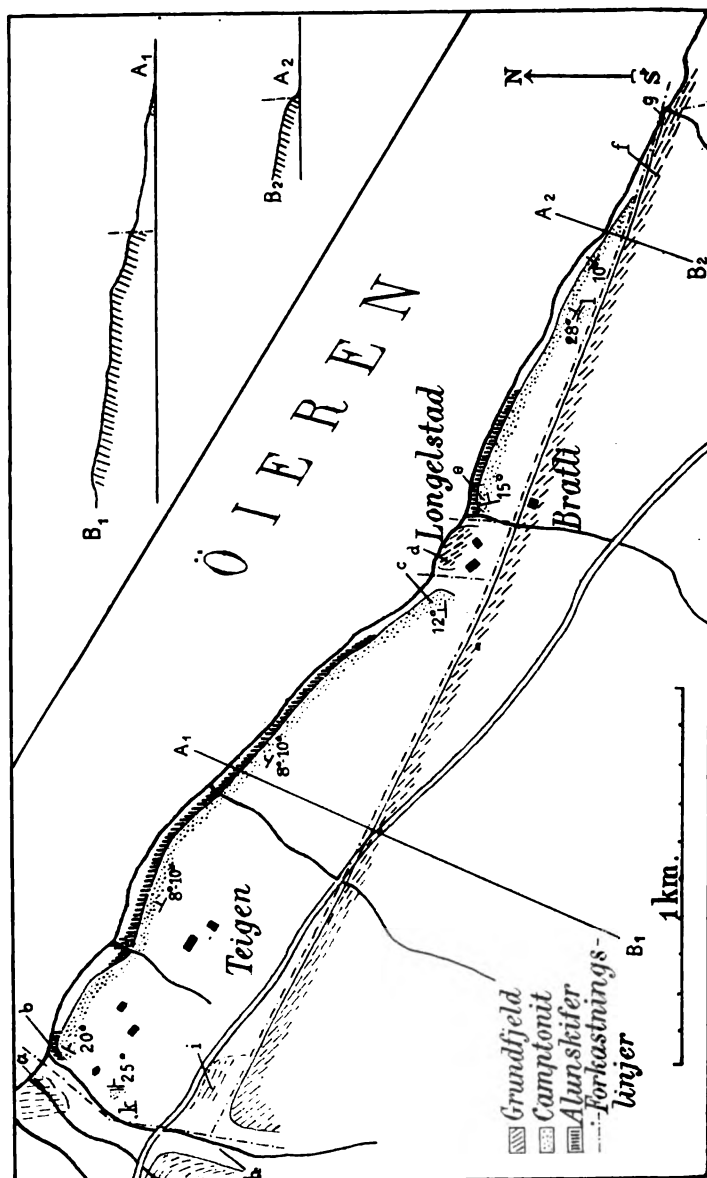 B₁
A₁
B₂
A₂
ÖIEREN
N
S
g
f
A₂
B₂
10°
28°
l
Longelstad
Bratli
e
15°
d
c
12°
A₁
B₁
8°-10°
8°-10°
Teigen
b
a
20°
25°
k
i
h
1km.
Grundfjeld
Camptonit
Alunskifer
Forkastnings-
linjer